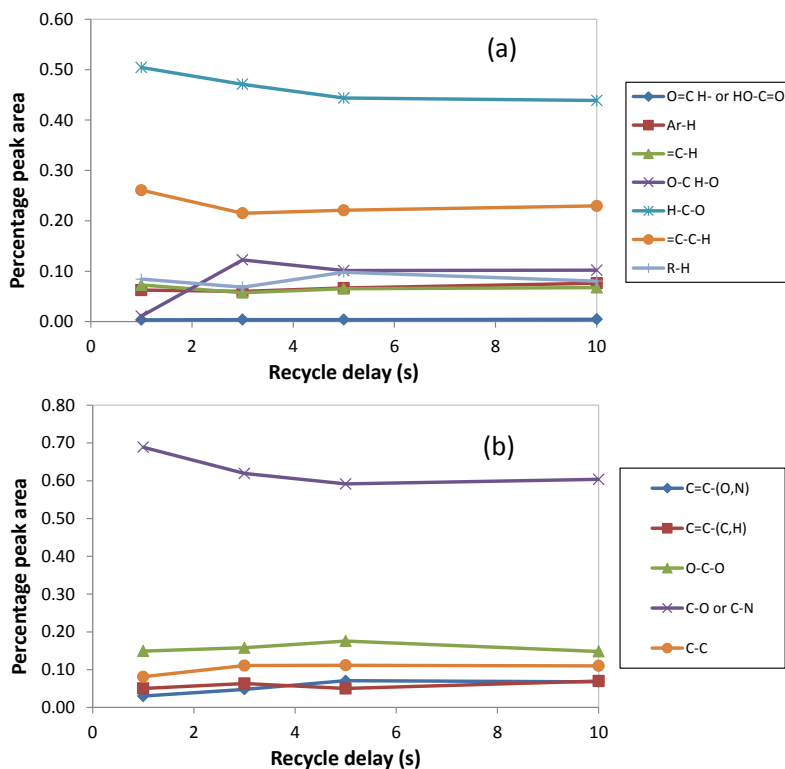 (a)
Percentage peak area
0.60
0.50
0.40
0.30
0.20
0.10
0.00
0 2 4 6 8 10
Recycle delay (s)
O=C H- or HO-C=O
Ar-H
=C-H
O-C H-O
H-C-O
=C-C-H
R-H
(b)
Percentage peak area
0.80
0.70
0.60
0.50
0.40
0.30
0.20
0.10
0.00
0 2 4 6 8 10
Recycle delay (s)
C=C-(O,N)
C=C-(C,H)
O-C-O
C-O or C-N
C-C